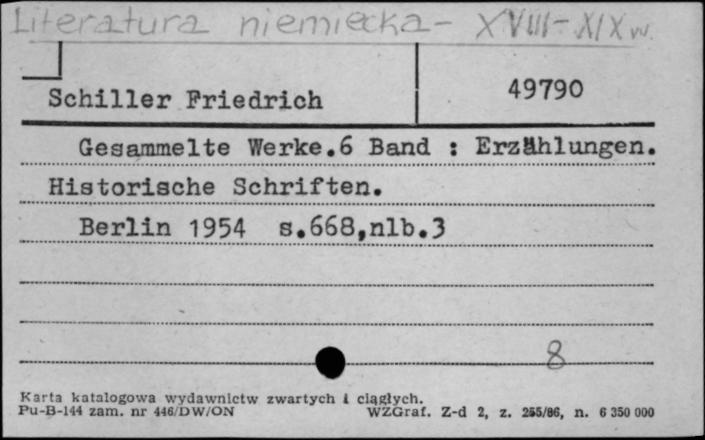 Literatura niemiecka - XVIII-XIX w.
Schiller Friedrich
49790
Gesammelte Werke.6 Band : Erzählungen.
Historische Schriften.
Berlin 1954 s.668,nlb.3
8
Karta katalogowa wydawnictw zwartych i ciągłych.
Pu-B-144 zam. nr 446/DW/ON WZGraf. Z-d 2, z. 255/86, n. 6 350 000